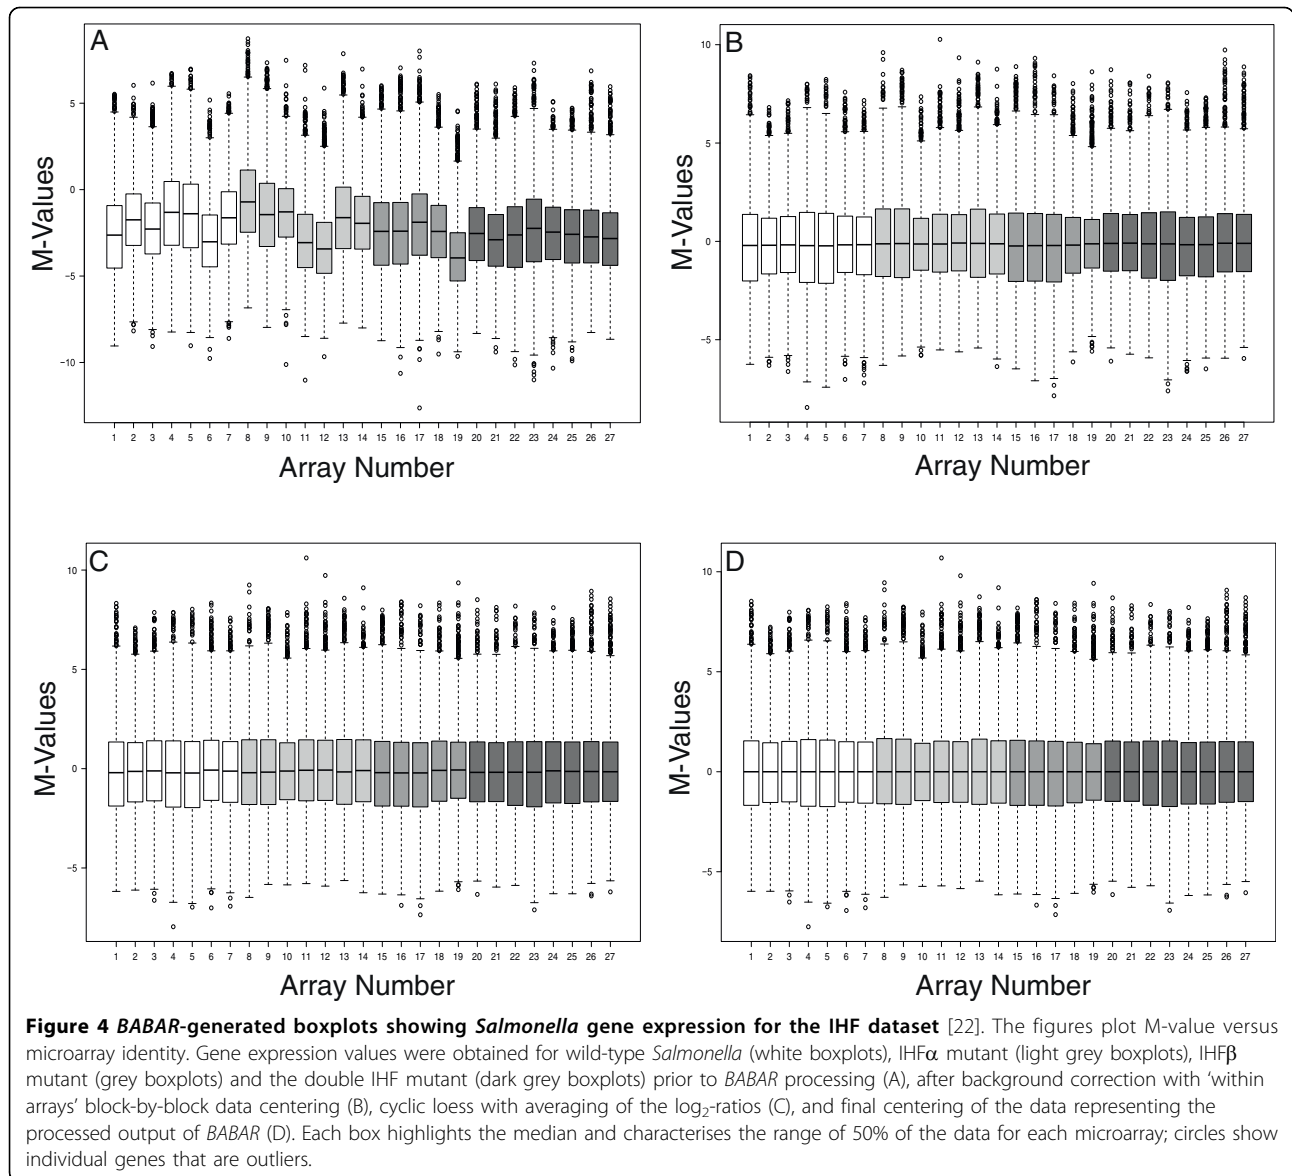 A
M-Values
5
0
−5
−10
1 2 3 4 5 6 7 8 9 10 11 12 13 14 15 16 17 18 19 20 21 22 23 24 25 26 27
Array Number
B
M-Values
10
5
0
−5
1 2 3 4 5 6 7 8 9 10 11 12 13 14 15 16 17 18 19 20 21 22 23 24 25 26 27
Array Number
C
M-Values
10
5
0
−5
1 2 3 4 5 6 7 8 9 10 11 12 13 14 15 16 17 18 19 20 21 22 23 24 25 26 27
Array Number
D
M-Values
10
5
0
−5
1 2 3 4 5 6 7 8 9 10 11 12 13 14 15 16 17 18 19 20 21 22 23 24 25 26 27
Array Number
Figure 4 BABAR-generated boxplots showing Salmonella gene expression for the IHF dataset [22]. The figures plot M-value versus
microarray identity. Gene expression values were obtained for wild-type Salmonella (white boxplots), IHFα mutant (light grey boxplots), IHFβ
mutant (grey boxplots) and the double IHF mutant (dark grey boxplots) prior to BABAR processing (A), after background correction with ‘within
arrays’ block-by-block data centering (B), cyclic loess with averaging of the log₂-ratios (C), and final centering of the data representing the
processed output of BABAR (D). Each box highlights the median and characterises the range of 50% of the data for each microarray; circles show
individual genes that are outliers.